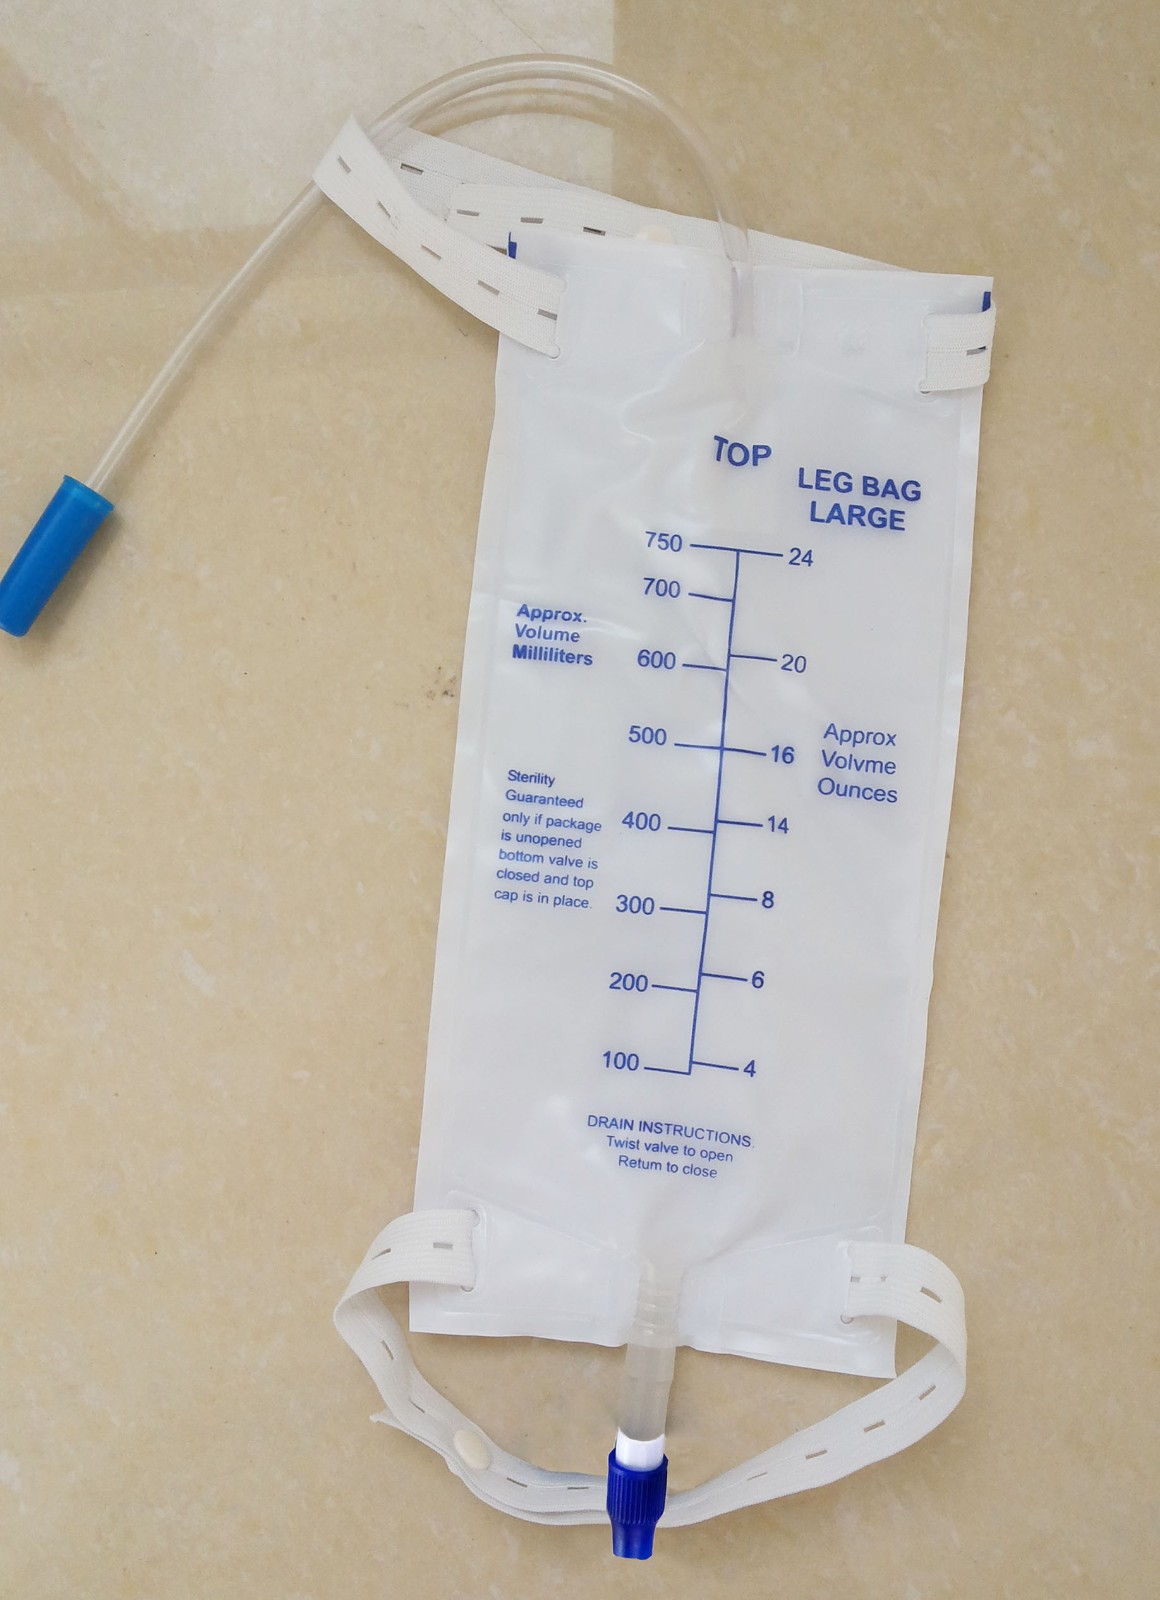 TOP
LEG BAG
LARGE
750 24
700
Approx.
Volume
Milliliters
600 20
500 16
Approx
Volvme
Ounces
Sterility
Guaranteed
only if package
is unopened
bottom valve is
closed and top
cap is in place.
400 14
300 8
200 6
100 4
DRAIN INSTRUCTIONS.
Twist valve to open
Return to close